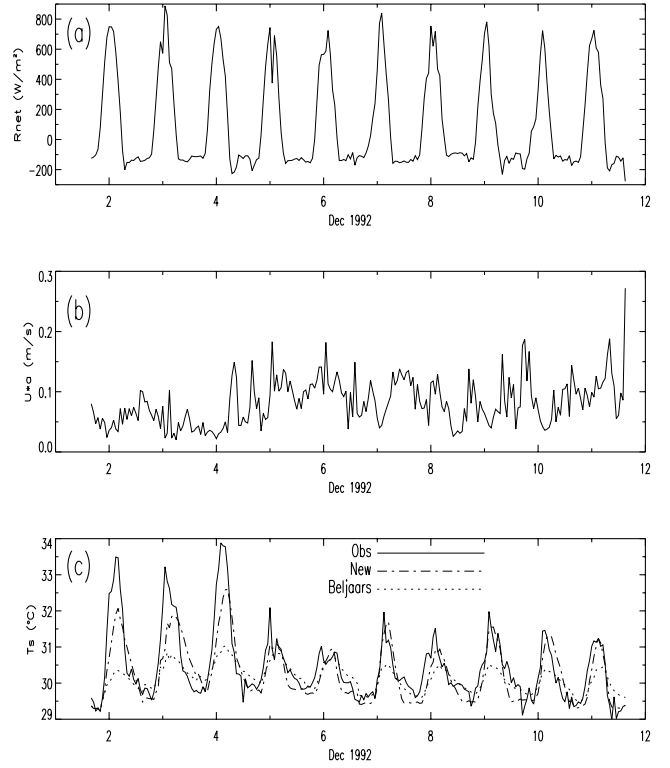 (a)
Rnet (W/m²)
800
600
400
200
0
−200
2
4
6
8
10
12
Dec 1992
(b)
U*a (m/s)
0.3
0.2
0.1
0.0
2
4
6
8
10
12
Dec 1992
(c)
Ts (°C)
34
33
32
31
30
29
Obs
New
Beljaars
2
4
6
8
10
12
Dec 1992